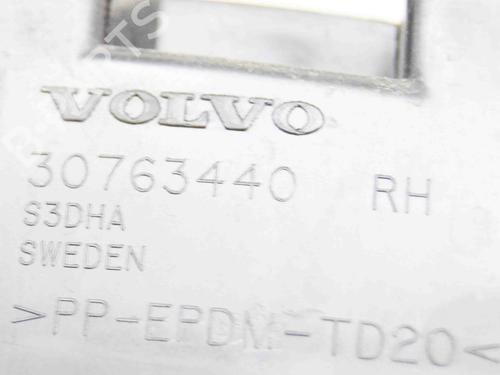 VOLVO
30763440 RH
S3DHA
SWEDEN
>PP-EPDM-TD20<